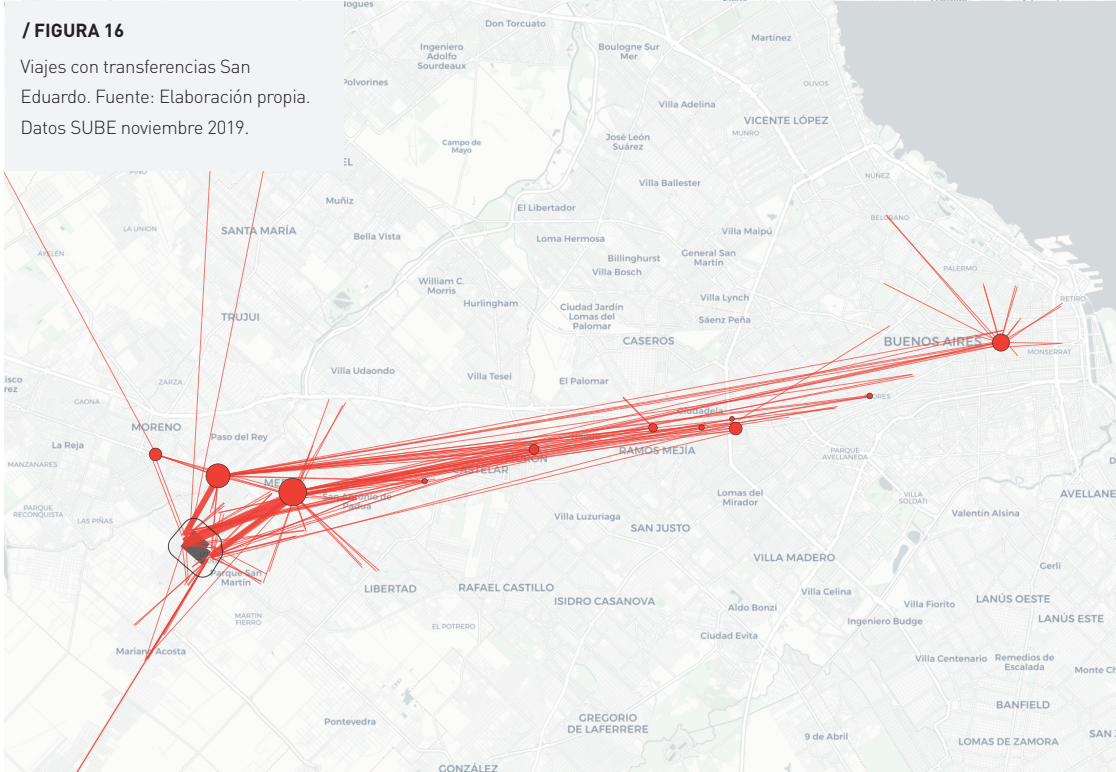 / FIGURA 16
Viajes con transferencias San
Eduardo. Fuente: Elaboración propia.
Datos SUBE noviembre 2019.
Don Torcuato
Martínez
Ingeniero
Adolfo
Sourdeaux
Boulogne Sur
Mer
OLIVOS
Polvorines
Villa Adelina
VICENTE LÓPEZ
MUNRO
Campo de
Mayo
José León
Suárez
EL
NÚÑEZ
Villa Ballester
Muñiz
El Libertador
BELGRANO
LA UNION
SANTA MARÍA
Bella Vista
Loma Hermosa
Villa Maipú
AYELÉN
Billinghurst
General San
Martín
Villa Bosch
PALERMO
William C.
Morris
Hurlingham
Villa Lynch
RETIRO
Ciudad Jardín
Lomas del
Palomar
TRUJUI
Sáenz Peña
CASEROS
BUENOS AIRES
MONSERRAT
Villa Udaondo
Villa Tesei
El Palomar
ZARZA
GAONA
Ciudadela
MORENO
Paso del Rey
La Reja
RAMOS MEJÍA
PARQUE
AVELLANEDA
MANZANARES
CASTELAR
San Antonio de
Padua
Lomas del
Mirador
VILLA
SOLDATI
AVELLANE
PARQUE
RECONQUISTA
LAS PIÑAS
Villa Luzuriaga
SAN JUSTO
Valentín Alsina
VILLA MADERO
Gerli
Parque San
Martín
LIBERTAD
RAFAEL CASTILLO
ISIDRO CASANOVA
Villa Celina
Villa Fiorito
LANÚS OESTE
MARTIN
FIERRO
EL POTRERO
Aldo Bonzi
Ingeniero Budge
LANÚS ESTE
Ciudad Evita
Mariano Acosta
Villa Centenario
Remedios de
Escalada
Monte Ch
BANFIELD
Pontevedra
GREGORIO
DE LAFERRERE
9 de Abril
LOMAS DE ZAMORA
SAN
GONZÁLEZ